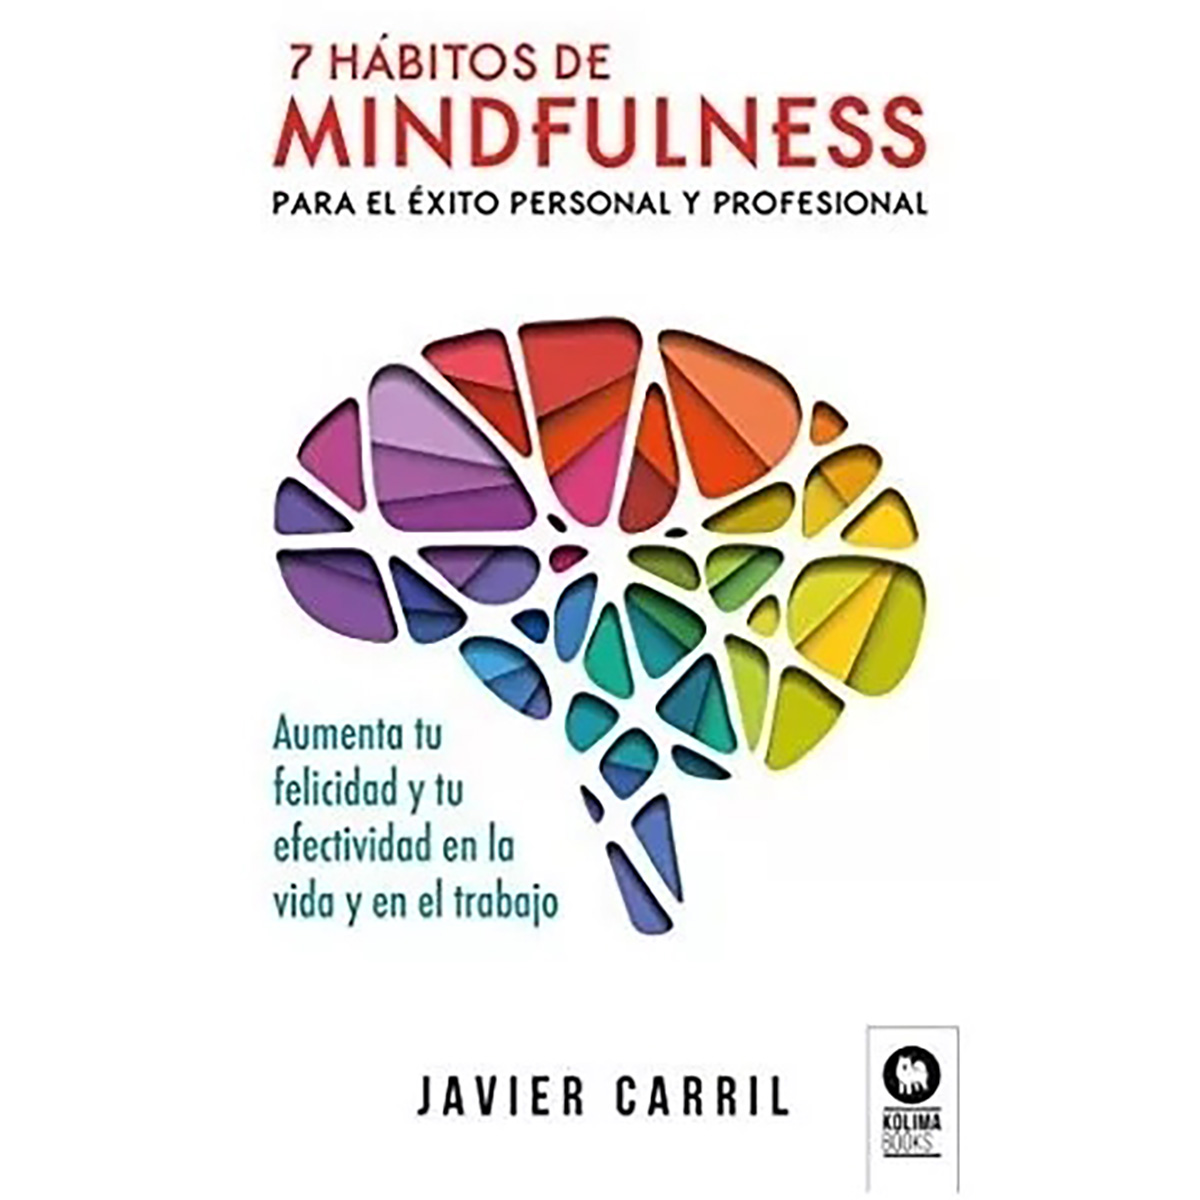 7 HÁBITOS DE
MINDFULNESS
PARA EL ÉXITO PERSONAL Y PROFESIONAL
Aumenta tu
felicidad y tu
efectividad en la
vida y en el trabajo
JAVIER CARRIL
KOLIMA
BOOKS